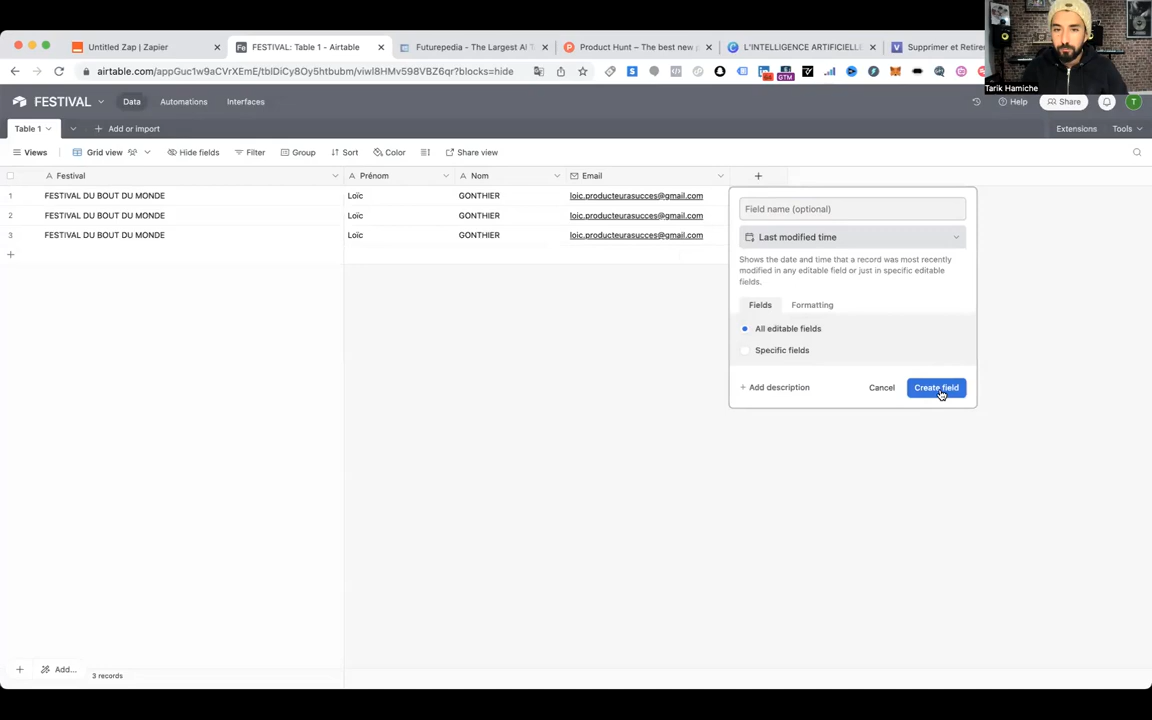 Untitled Zap | Zapier
FESTIVAL: Table 1 - Airtable
Futurepedia - The Largest AI T
Product Hunt – The best new p
L'INTELLIGENCE ARTIFICIELLE
Supprimer et Retirer
airtable.com/appGuc1w9aCVrXEmE/tblDiCy8Oy5htbubm/viwl8HMv598VBZ6qr?blocks=hide
GTM
Tarik Hamiche
FESTIVAL
Data
Automations
Interfaces
Help
Share
T
Table 1
Add or import
Extensions
Tools
Views
Grid view
Hide fields
Filter
Group
Sort
Color
Share view
Festival
Prénom
Nom
Email
1 FESTIVAL DU BOUT DU MONDE Loïc GONTHIER loic.producteurasucces@gmail.com
2 FESTIVAL DU BOUT DU MONDE Loïc GONTHIER loic.producteurasucces@gmail.com
3 FESTIVAL DU BOUT DU MONDE Loïc GONTHIER loic.producteurasucces@gmail.com
Field name (optional)
Last modified time
Shows the date and time that a record was most recently
modified in any editable field or just in specific editable
fields.
Fields
Formatting
All editable fields
Specific fields
+ Add description
Cancel
Create field
Add...
3 records